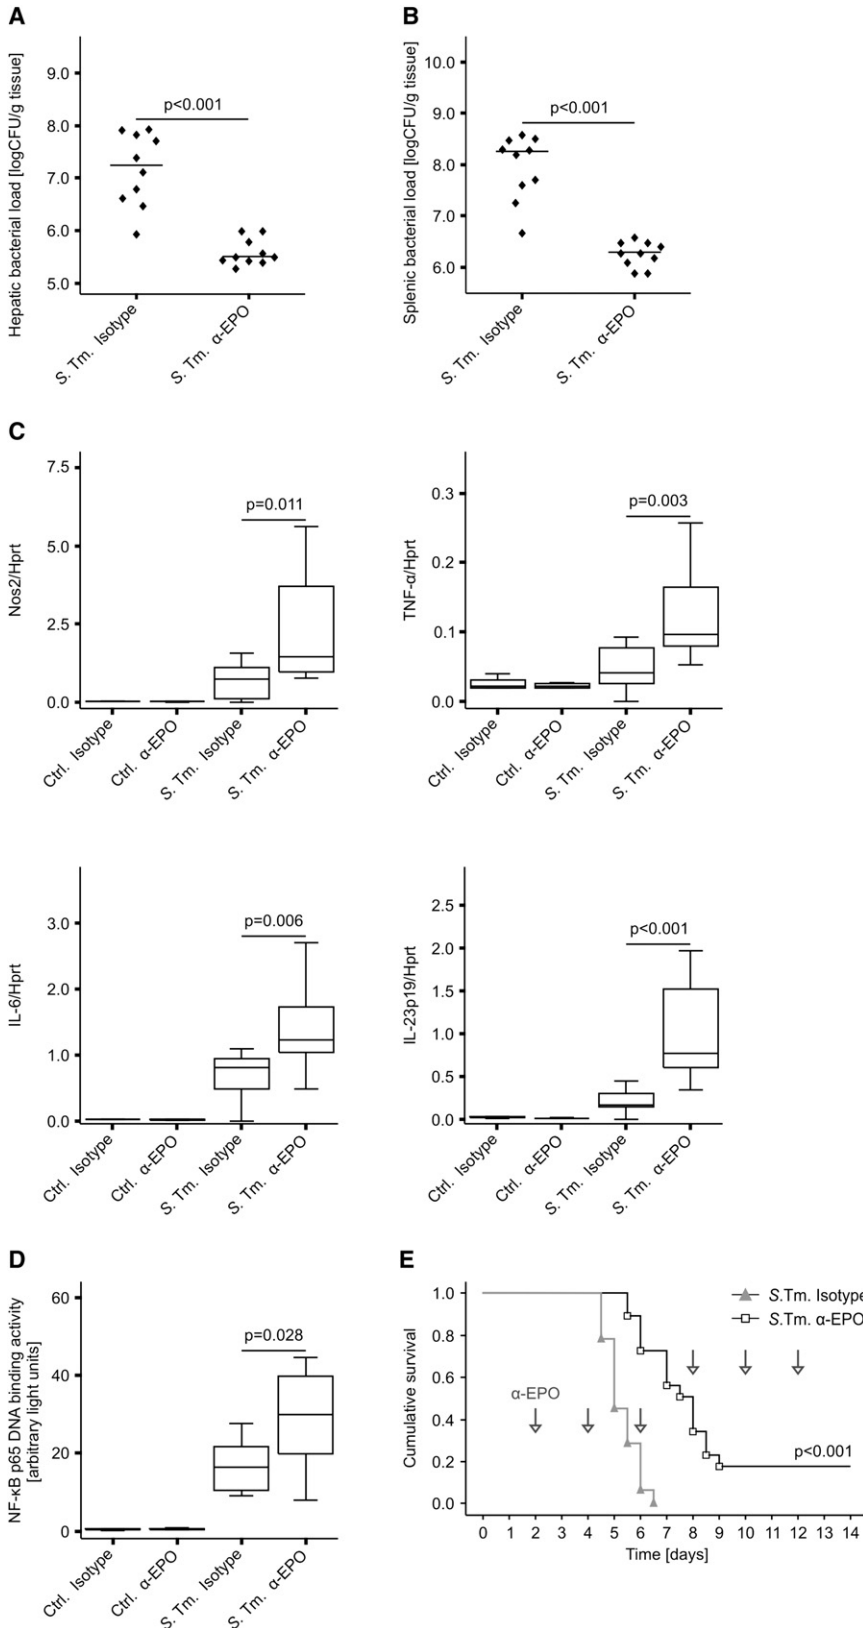 A
Hepatic bacterial load [logCFU/g tissue]
9.0
8.0
7.0
6.0
5.0
p<0.001
S. Tm. Isotype
S. Tm. α-EPO
B
Splenic bacterial load [logCFU/g tissue]
10.0
9.0
8.0
7.0
6.0
p<0.001
S. Tm. Isotype
S. Tm. α-EPO
C
Nos2/Hprt
7.5
5.0
2.5
0.0
p=0.011
Ctrl. Isotype
Ctrl. α-EPO
S. Tm. Isotype
S. Tm. α-EPO
TNF-α/Hprt
0.3
0.2
0.1
0.0
p=0.003
Ctrl. Isotype
Ctrl. α-EPO
S. Tm. Isotype
S. Tm. α-EPO
IL-6/Hprt
3.0
2.0
1.0
0.0
p=0.006
Ctrl. Isotype
Ctrl. α-EPO
S. Tm. Isotype
S. Tm. α-EPO
IL-23p19/Hprt
2.5
2.0
1.5
1.0
0.5
0.0
p<0.001
Ctrl. Isotype
Ctrl. α-EPO
S. Tm. Isotype
S. Tm. α-EPO
D
NF-κB p65 DNA binding activity
[arbitrary light units]
60
40
20
0
p=0.028
Ctrl. Isotype
Ctrl. α-EPO
S. Tm. Isotype
S. Tm. α-EPO
E
Cumulative survival
1.0
0.8
0.6
0.4
0.2
0.0
S.Tm. Isotype
S.Tm. α-EPO
α-EPO
p<0.001
0 1 2 3 4 5 6 7 8 9 10 11 12 13 14
Time [days]